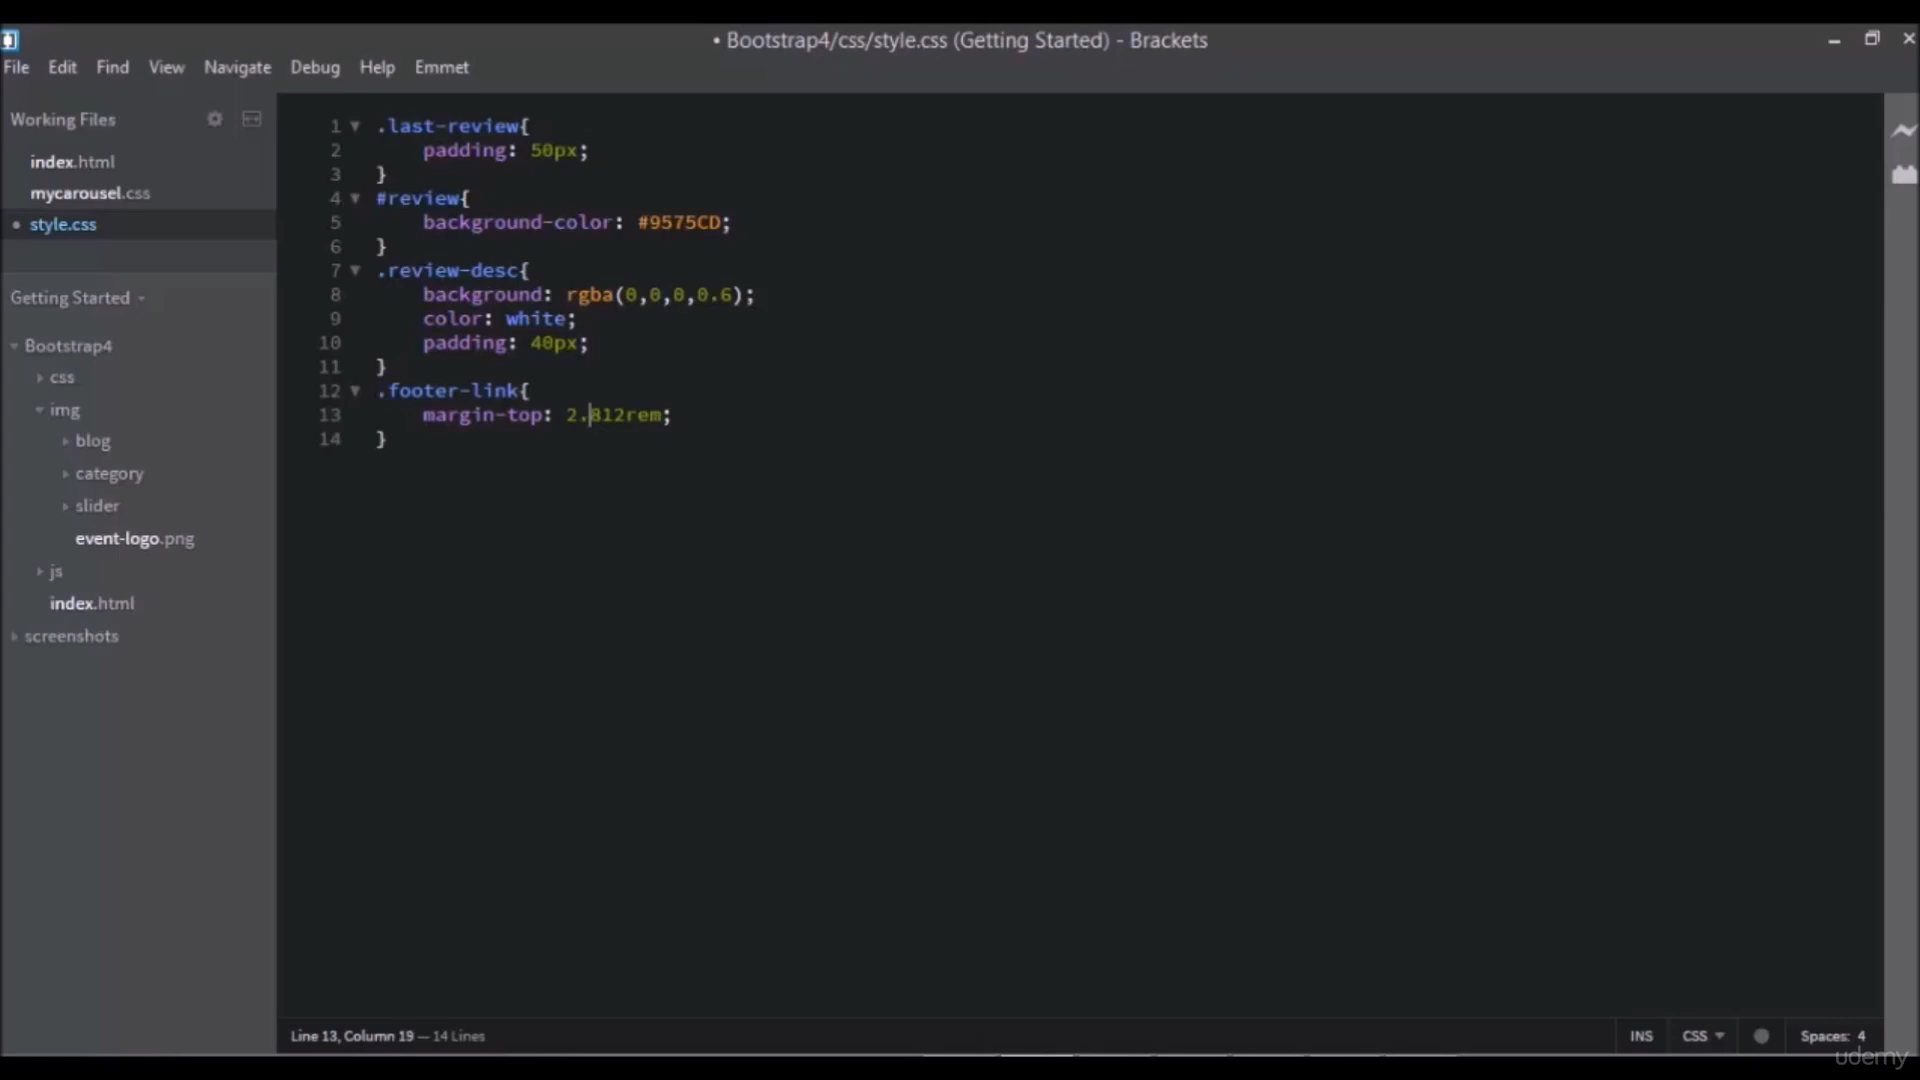 • Bootstrap4/css/style.css (Getting Started) - Brackets
File Edit Find View Navigate Debug Help Emmet
Working Files
index.html
mycarousel.css
• style.css
Getting Started
Bootstrap4
css
img
blog
category
slider
event-logo.png
js
index.html
screenshots
1 .last-review{
2 padding: 50px;
3 }
4 #review{
5 background-color: #9575CD;
6 }
7 .review-desc{
8 background: rgba(0,0,0,0.6);
9 color: white;
10 padding: 40px;
11 }
12 .footer-link{
13 margin-top: 2.812rem;
14 }
Line 13, Column 19 — 14 Lines
INS CSS Spaces: 4
udemy